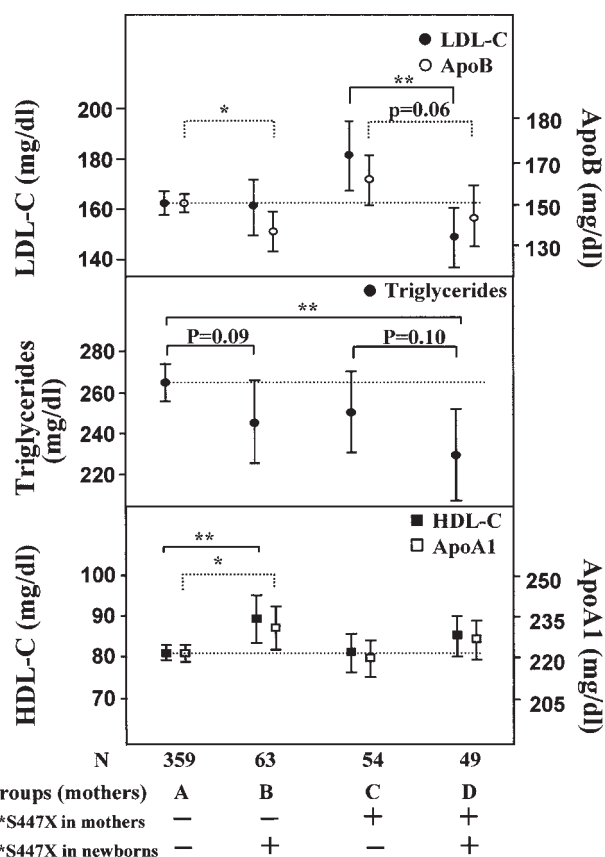 ● LDL-C
○ ApoB
**
* p=0.06
200
180
160
140
LDL-C (mg/dl)
180
170
150
130
ApoB (mg/dl)
● Triglycerides
**
P=0.09 P=0.10
280
260
240
220
Triglycerides
(mg/dl)
■ HDL-C
□ ApoA1
**
*
100
90
80
70
HDL-C (mg/dl)
250
235
220
205
ApoA1 (mg/dl)
N 359 63 54 49
roups (mothers) A B C D
*S447X in mothers − − + +
*S447X in newborns − + − +